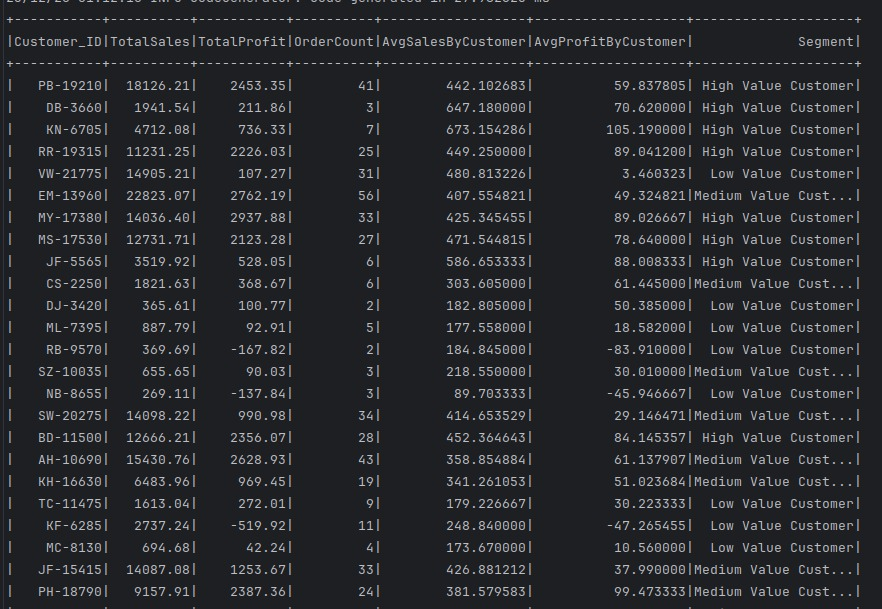 +-----------+----------+-----------+----------+------------------+-------------------+--------------------+
|Customer_ID|TotalSales|TotalProfit|OrderCount|AvgSalesByCustomer|AvgProfitByCustomer|             Segment|
+-----------+----------+-----------+----------+------------------+-------------------+--------------------+
|   PB-19210|  18126.21|    2453.35|        41|        442.102683|          59.837805| High Value Customer|
|    DB-3660|   1941.54|     211.86|         3|        647.180000|          70.620000| High Value Customer|
|    KN-6705|   4712.08|     736.33|         7|        673.154286|         105.190000| High Value Customer|
|   RR-19315|  11231.25|    2226.03|        25|        449.250000|          89.041200| High Value Customer|
|   VW-21775|  14905.21|     107.27|        31|        480.813226|           3.460323|  Low Value Customer|
|   EM-13960|  22823.07|    2762.19|        56|        407.554821|          49.324821|Medium Value Cust...|
|   MY-17380|  14036.40|    2937.88|        33|        425.345455|          89.026667| High Value Customer|
|   MS-17530|  12731.71|    2123.28|        27|        471.544815|          78.640000| High Value Customer|
|    JF-5565|   3519.92|     528.05|         6|        586.653333|          88.008333| High Value Customer|
|    CS-2250|   1821.63|     368.67|         6|        303.605000|          61.445000|Medium Value Cust...|
|    DJ-3420|    365.61|     100.77|         2|        182.805000|          50.385000|  Low Value Customer|
|    ML-7395|    887.79|      92.91|         5|        177.558000|          18.582000|  Low Value Customer|
|    RB-9570|    369.69|    -167.82|         2|        184.845000|         -83.910000|  Low Value Customer|
|   SZ-10035|    655.65|      90.03|         3|        218.550000|          30.010000|Medium Value Cust...|
|    NB-8655|    269.11|    -137.84|         3|         89.703333|         -45.946667|  Low Value Customer|
|   SW-20275|  14098.22|     990.98|        34|        414.653529|          29.146471|Medium Value Cust...|
|   BD-11500|  12666.21|    2356.07|        28|        452.364643|          84.145357| High Value Customer|
|   AH-10690|  15430.76|    2628.93|        43|        358.854884|          61.137907|Medium Value Cust...|
|   KH-16630|   6483.96|     969.45|        19|        341.261053|          51.023684|Medium Value Cust...|
|   TC-11475|   1613.04|     272.01|         9|        179.226667|          30.223333|  Low Value Customer|
|    KF-6285|   2737.24|    -519.92|        11|        248.840000|         -47.265455|  Low Value Customer|
|    MC-8130|    694.68|      42.24|         4|        173.670000|          10.560000|  Low Value Customer|
|   JF-15415|  14087.08|    1253.67|        33|        426.881212|          37.990000|Medium Value Cust...|
|   PH-18790|   9157.91|    2387.36|        24|        381.579583|          99.473333|Medium Value Cust...|